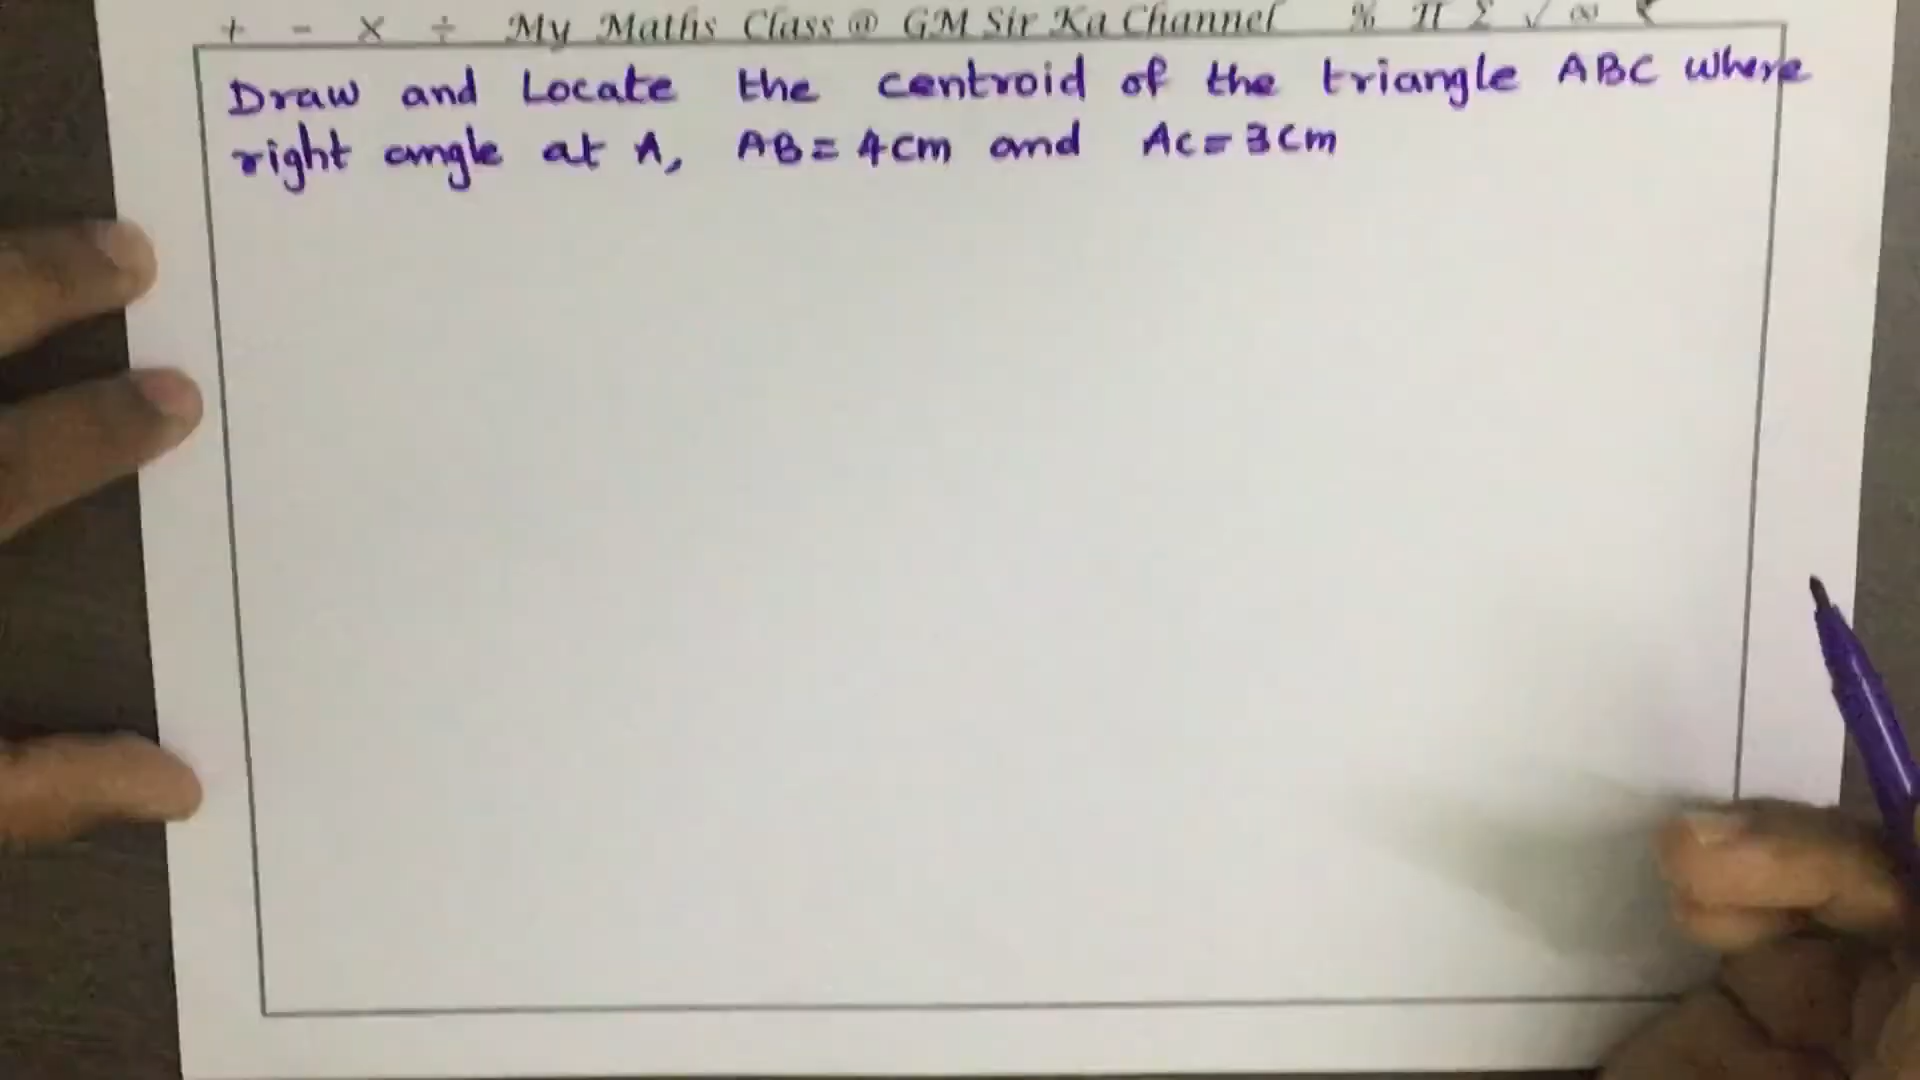 + - × ÷ My Maths Class @ GM Sir Ka Channel % Π Σ √ ∞ ₹
Draw and Locate the centroid of the triangle ABC where
right angle at A, AB = 4cm and AC = 3cm